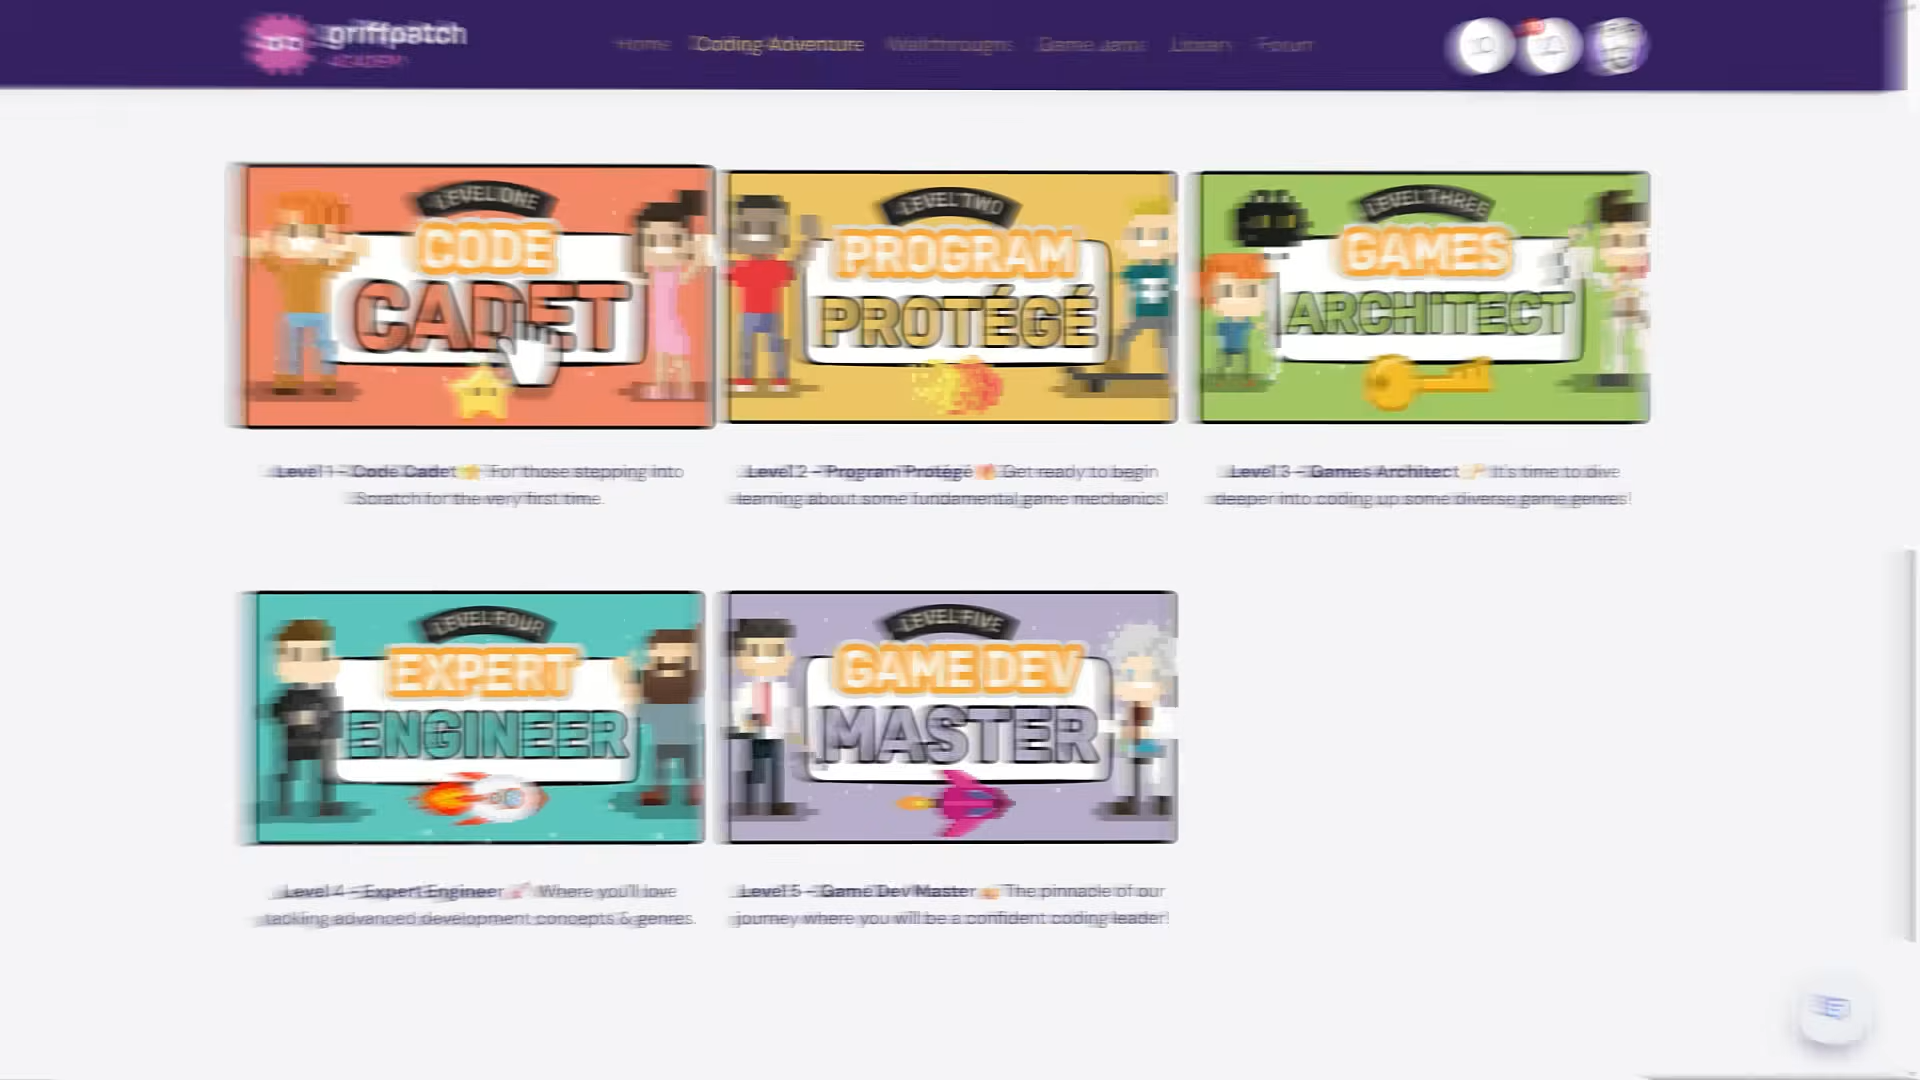 griffpatch
ACADEMY
Home Coding Adventure Walkthroughs Game Jams Library Forum
LEVEL ONE
CODE
CADET
LEVEL TWO
PROGRAM
PROTÉGÉ
LEVEL THREE
GAMES
ARCHITECT
Level 1 - Code Cadet ⭐ For those stepping into
Scratch for the very first time.
Level 2 - Program Protégé For Get ready to begin
learning about some fundamental game mechanics!
Level 3 - Games Architect 🔑 It's time to dive
deeper into coding up some diverse game genres!
LEVEL FOUR
EXPERT
ENGINEER
LEVEL FIVE
GAME DEV
MASTER
Level 4 - Expert Engineer 🚀 Where you'll love
tackling advanced development concepts & genres.
Level 5 - Game Dev Master The pinnacle of our
journey where you will be a confident coding leader!